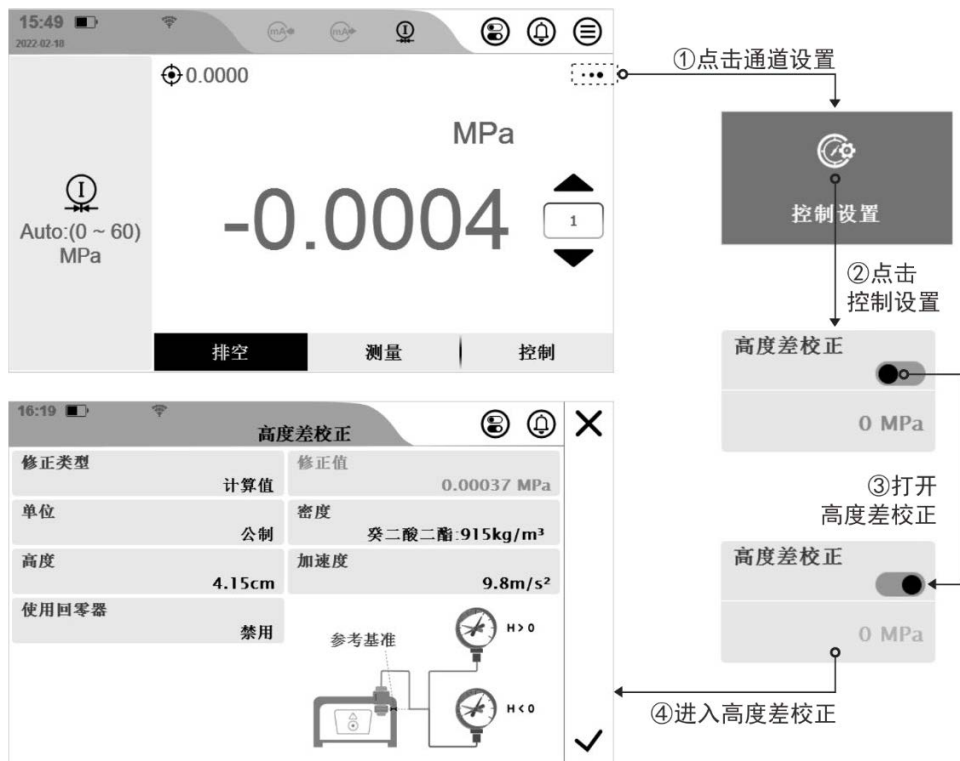 15:49
2022-02-18
mA
mA
I
0.0000
①点击通道设置
MPa
I
Auto:(0 ~ 60)
MPa
-0.0004
1
控制设置
②点击
控制设置
排空
测量
控制
高度差校正
0 MPa
③打开
高度差校正
高度差校正
0 MPa
④进入高度差校正
16:19
高度差校正
修正类型
计算值
修正值
0.00037 MPa
单位
公制
密度
癸二酸二酯:915kg/m³
高度
4.15cm
加速度
9.8m/s²
使用回零器
禁用
参考基准
H>0
H<0